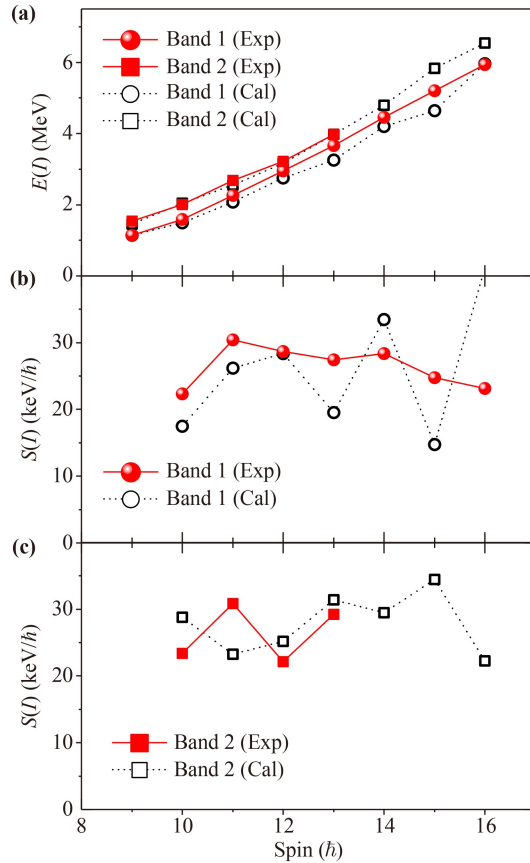 (a)
E(I) (MeV)
6
4
2
0
Band 1 (Exp)
Band 2 (Exp)
Band 1 (Cal)
Band 2 (Cal)
(b)
S(I) (keV/ħ)
30
20
10
0
Band 1 (Exp)
Band 1 (Cal)
(c)
S(I) (keV/ħ)
30
20
10
0
Band 2 (Exp)
Band 2 (Cal)
8 10 12 14 16
Spin (ħ)